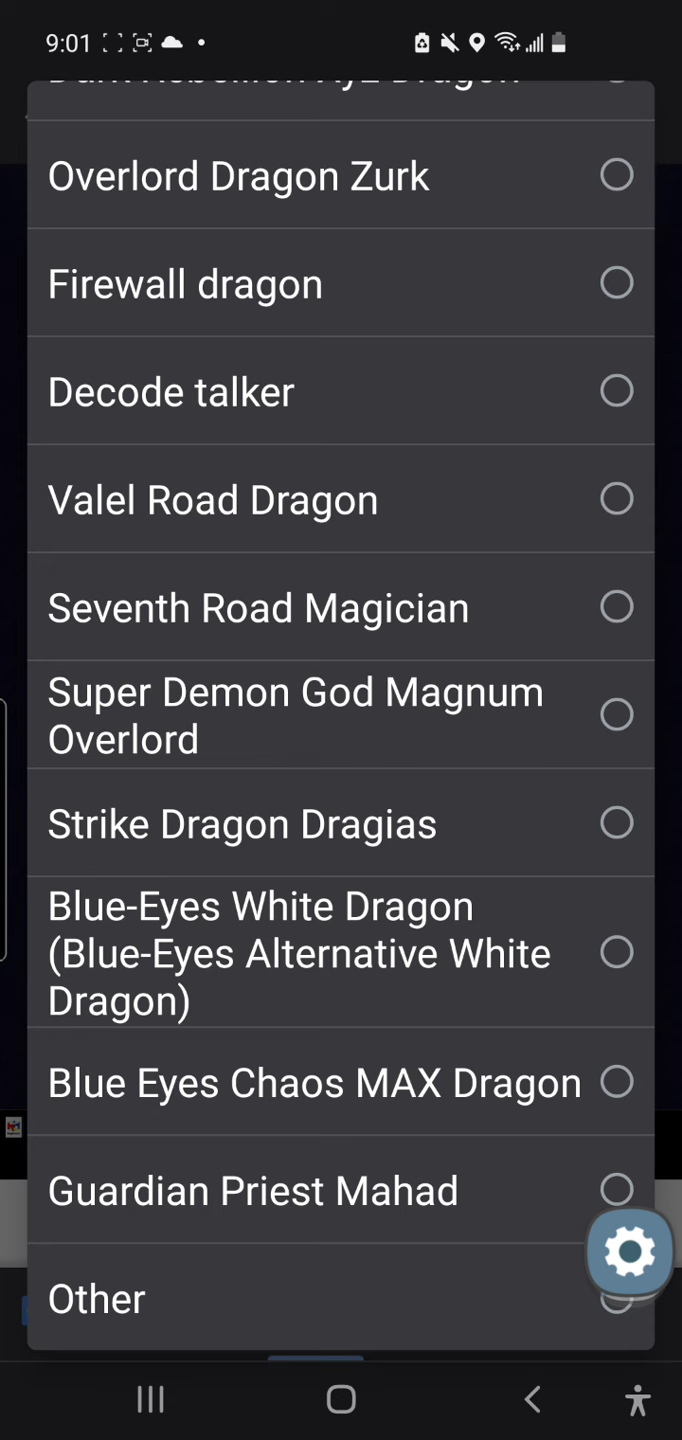 9:01
Overlord Dragon Zurk
Firewall dragon
Decode talker
Valel Road Dragon
Seventh Road Magician
Super Demon God Magnum
Overlord
Strike Dragon Dragias
Blue-Eyes White Dragon
(Blue-Eyes Alternative White
Dragon)
Blue Eyes Chaos MAX Dragon
Guardian Priest Mahad
Other